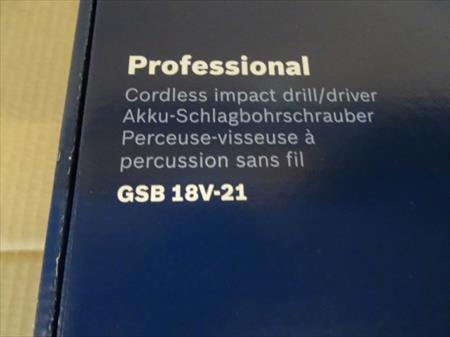 Professional
Cordless impact drill/driver
Akku-Schlagbohrschrauber
Perceuse-visseuse à
percussion sans fil
GSB 18V-21